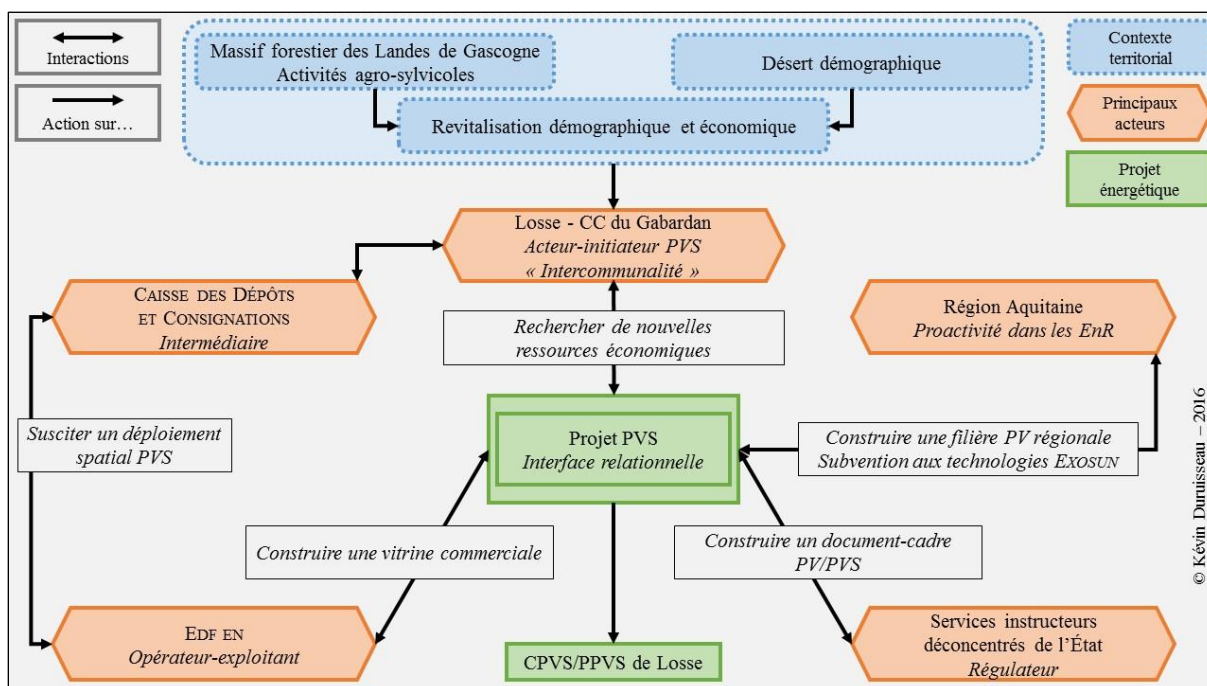 Interactions
Action sur…
Massif forestier des Landes de Gascogne
Activités agro-sylvicoles
Désert démographique
Revitalisation démographique et économique
Contexte
territorial
Principaux
acteurs
Projet
énergétique
Losse - CC du Gabardan
Acteur-initiateur PVS
« Intercommunalité »
CAISSE DES DÉPÔTS
ET CONSIGNATIONS
Intermédiaire
Rechercher de nouvelles
ressources économiques
Région Aquitaine
Proactivité dans les EnR
Susciter un déploiement
spatial PVS
Projet PVS
Interface relationnelle
Construire une filière PV régionale
Subvention aux technologies EXOSUN
Construire une vitrine commerciale
Construire un document-cadre
PV/PVS
EDF EN
Opérateur-exploitant
CPVS/PPVS de Losse
Services instructeurs
déconcentrés de l'État
Régulateur
© Kévin Duruisseau – 2016